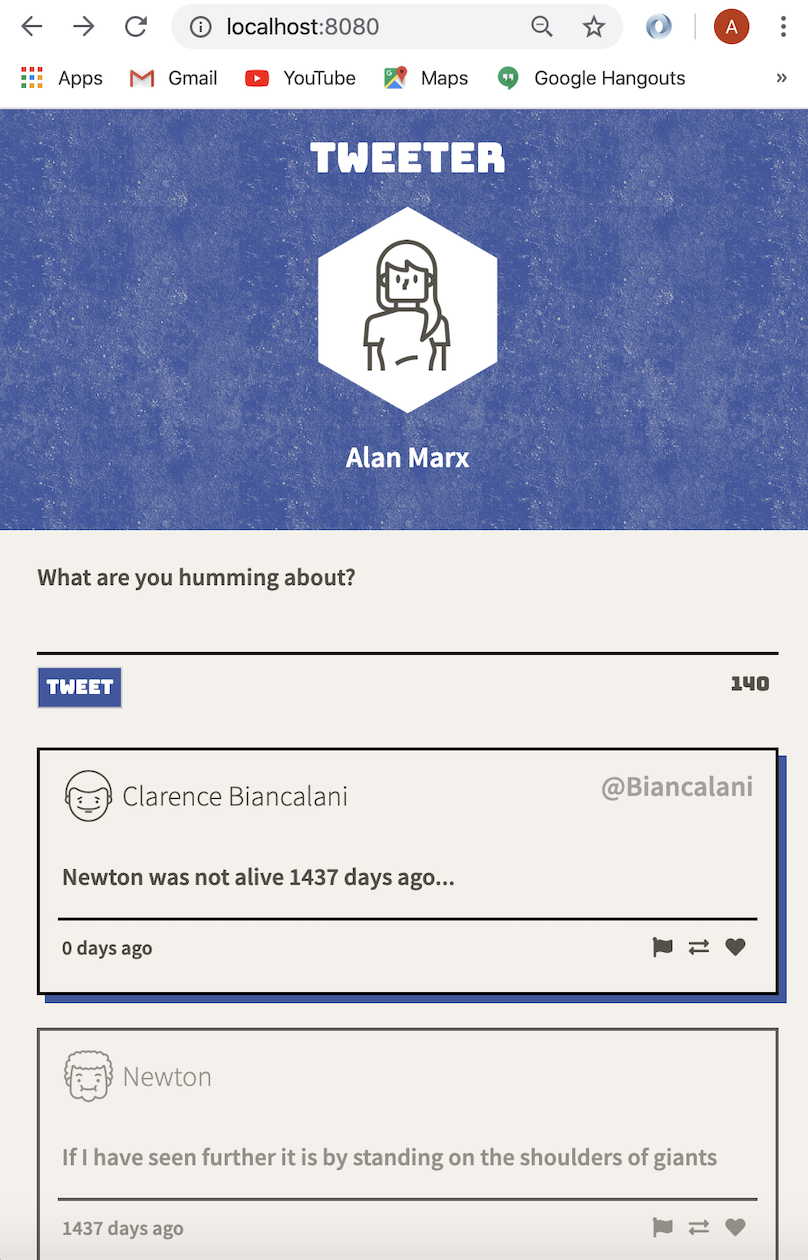 localhost:8080
A
Apps Gmail YouTube Maps Google Hangouts »
TWEETER
Alan Marx
What are you humming about?
TWEET 140
Clarence Biancalani @Biancalani
Newton was not alive 1437 days ago...
0 days ago
Newton
If I have seen further it is by standing on the shoulders of giants
1437 days ago